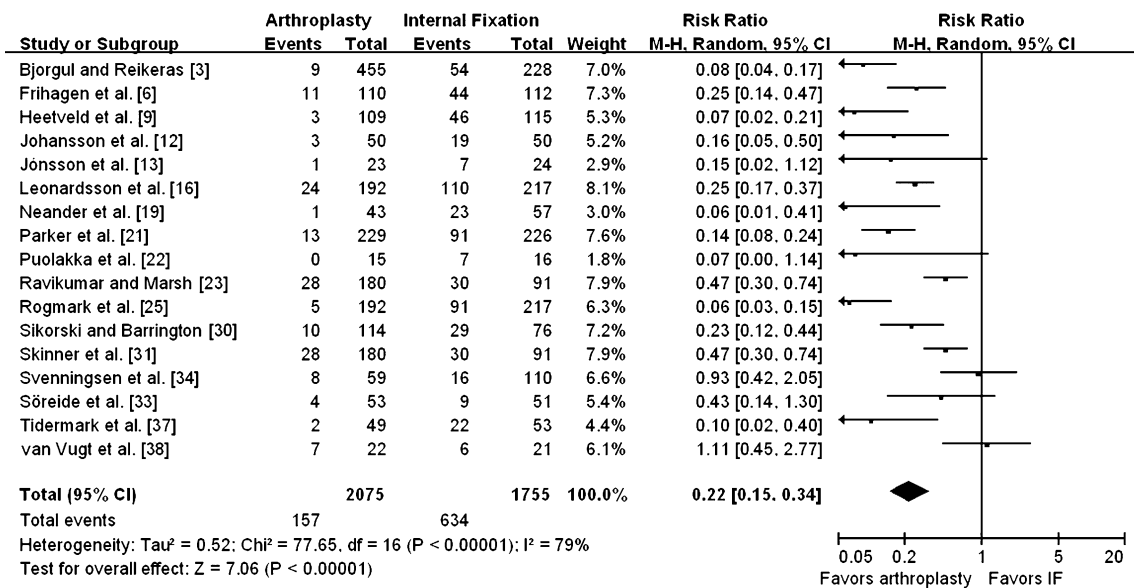 Arthroplasty Internal Fixation Risk Ratio Risk Ratio
Study or Subgroup Events Total Events Total Weight M-H, Random, 95% CI M-H, Random, 95% CI
Bjorgul and Reikeras [3] 9 455 54 228 7.0% 0.08 [0.04, 0.17]
Frihagen et al. [6] 11 110 44 112 7.3% 0.25 [0.14, 0.47]
Heetveld et al. [9] 3 109 46 115 5.3% 0.07 [0.02, 0.21]
Johansson et al. [12] 3 50 19 50 5.2% 0.16 [0.05, 0.50]
Jónsson et al. [13] 1 23 7 24 2.9% 0.15 [0.02, 1.12]
Leonardsson et al. [16] 24 192 110 217 8.1% 0.25 [0.17, 0.37]
Neander et al. [19] 1 43 23 57 3.0% 0.06 [0.01, 0.41]
Parker et al. [21] 13 229 91 226 7.6% 0.14 [0.08, 0.24]
Puolakka et al. [22] 0 15 7 16 1.8% 0.07 [0.00, 1.14]
Ravikumar and Marsh [23] 28 180 30 91 7.9% 0.47 [0.30, 0.74]
Rogmark et al. [25] 5 192 91 217 6.3% 0.06 [0.03, 0.15]
Sikorski and Barrington [30] 10 114 29 76 7.2% 0.23 [0.12, 0.44]
Skinner et al. [31] 28 180 30 91 7.9% 0.47 [0.30, 0.74]
Svenningsen et al. [34] 8 59 16 110 6.6% 0.93 [0.42, 2.05]
Söreide et al. [33] 4 53 9 51 5.4% 0.43 [0.14, 1.30]
Tidermark et al. [37] 2 49 22 53 4.4% 0.10 [0.02, 0.40]
van Vugt et al. [38] 7 22 6 21 6.1% 1.11 [0.45, 2.77]
Total (95% CI) 2075 1755 100.0% 0.22 [0.15, 0.34]
Total events 157 634
Heterogeneity: Tau² = 0.52; Chi² = 77.65, df = 16 (P < 0.00001); I² = 79%
Test for overall effect: Z = 7.06 (P < 0.00001)
0.05 0.2 1 5 20
Favors arthroplasty Favors IF